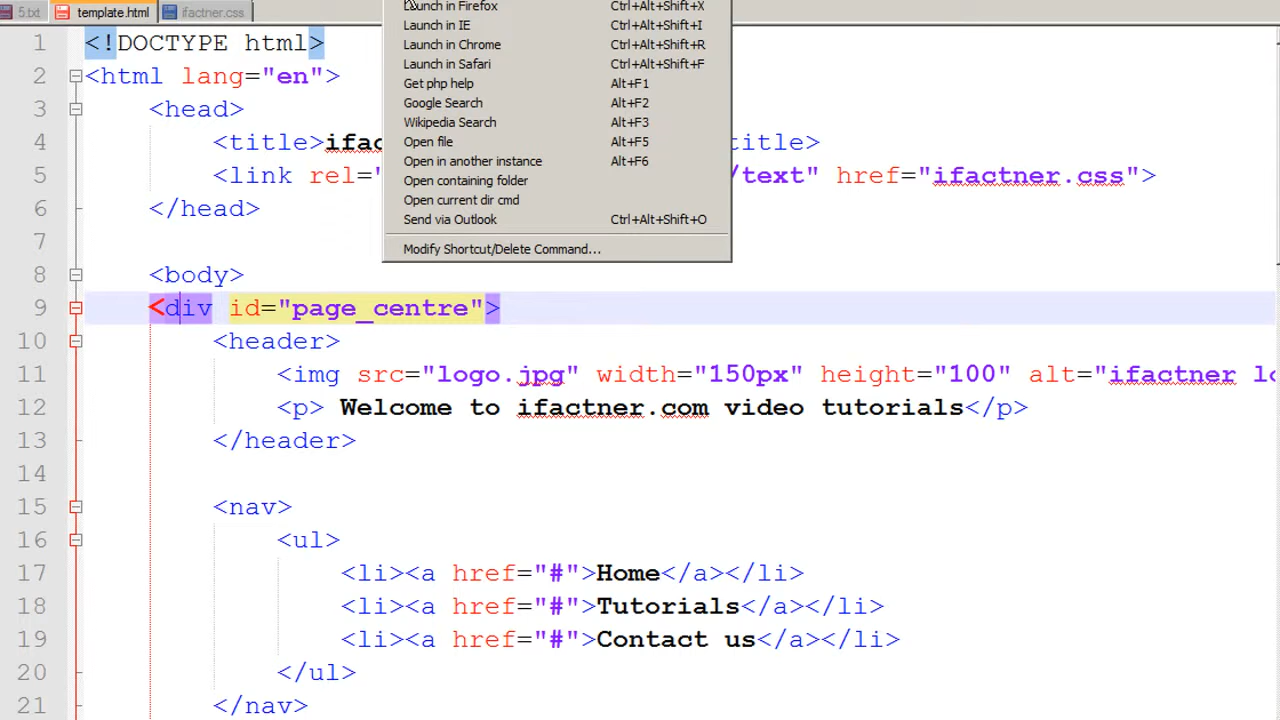 5.txt template.html ifactner.css
Launch in Firefox Ctrl+Alt+Shift+X
Launch in IE Ctrl+Alt+Shift+I
Launch in Chrome Ctrl+Alt+Shift+R
Launch in Safari Ctrl+Alt+Shift+F
Get php help Alt+F1
Google Search Alt+F2
Wikipedia Search Alt+F3
Open file Alt+F5
Open in another instance Alt+F6
Open containing folder
Open current dir cmd
Send via Outlook Ctrl+Alt+Shift+O
Modify Shortcut/Delete Command...
1 <!DOCTYPE html>
2 <html lang="en">
3 <head>
4 <title>ifac title>
5 <link rel=" /text" href="ifactner.css">
6 </head>
7
8 <body>
9 <div id="page_centre">
10 <header>
11 <img src="logo.jpg" width="150px" height="100" alt="ifactner lo
12 <p> Welcome to ifactner.com video tutorials</p>
13 </header>
14
15 <nav>
16 <ul>
17 <li><a href="#">Home</a></li>
18 <li><a href="#">Tutorials</a></li>
19 <li><a href="#">Contact us</a></li>
20 </ul>
21 </nav>